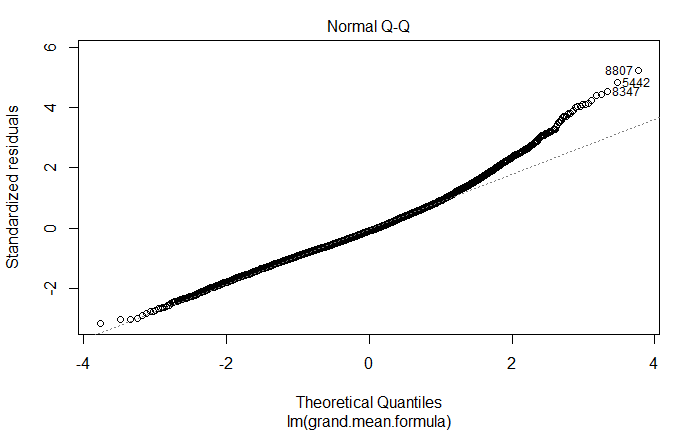 Normal Q-Q
6
4
2
0
-2
Standardized residuals
8807
5442
8347
-4 -2 0 2 4
Theoretical Quantiles
lm(grand.mean.formula)